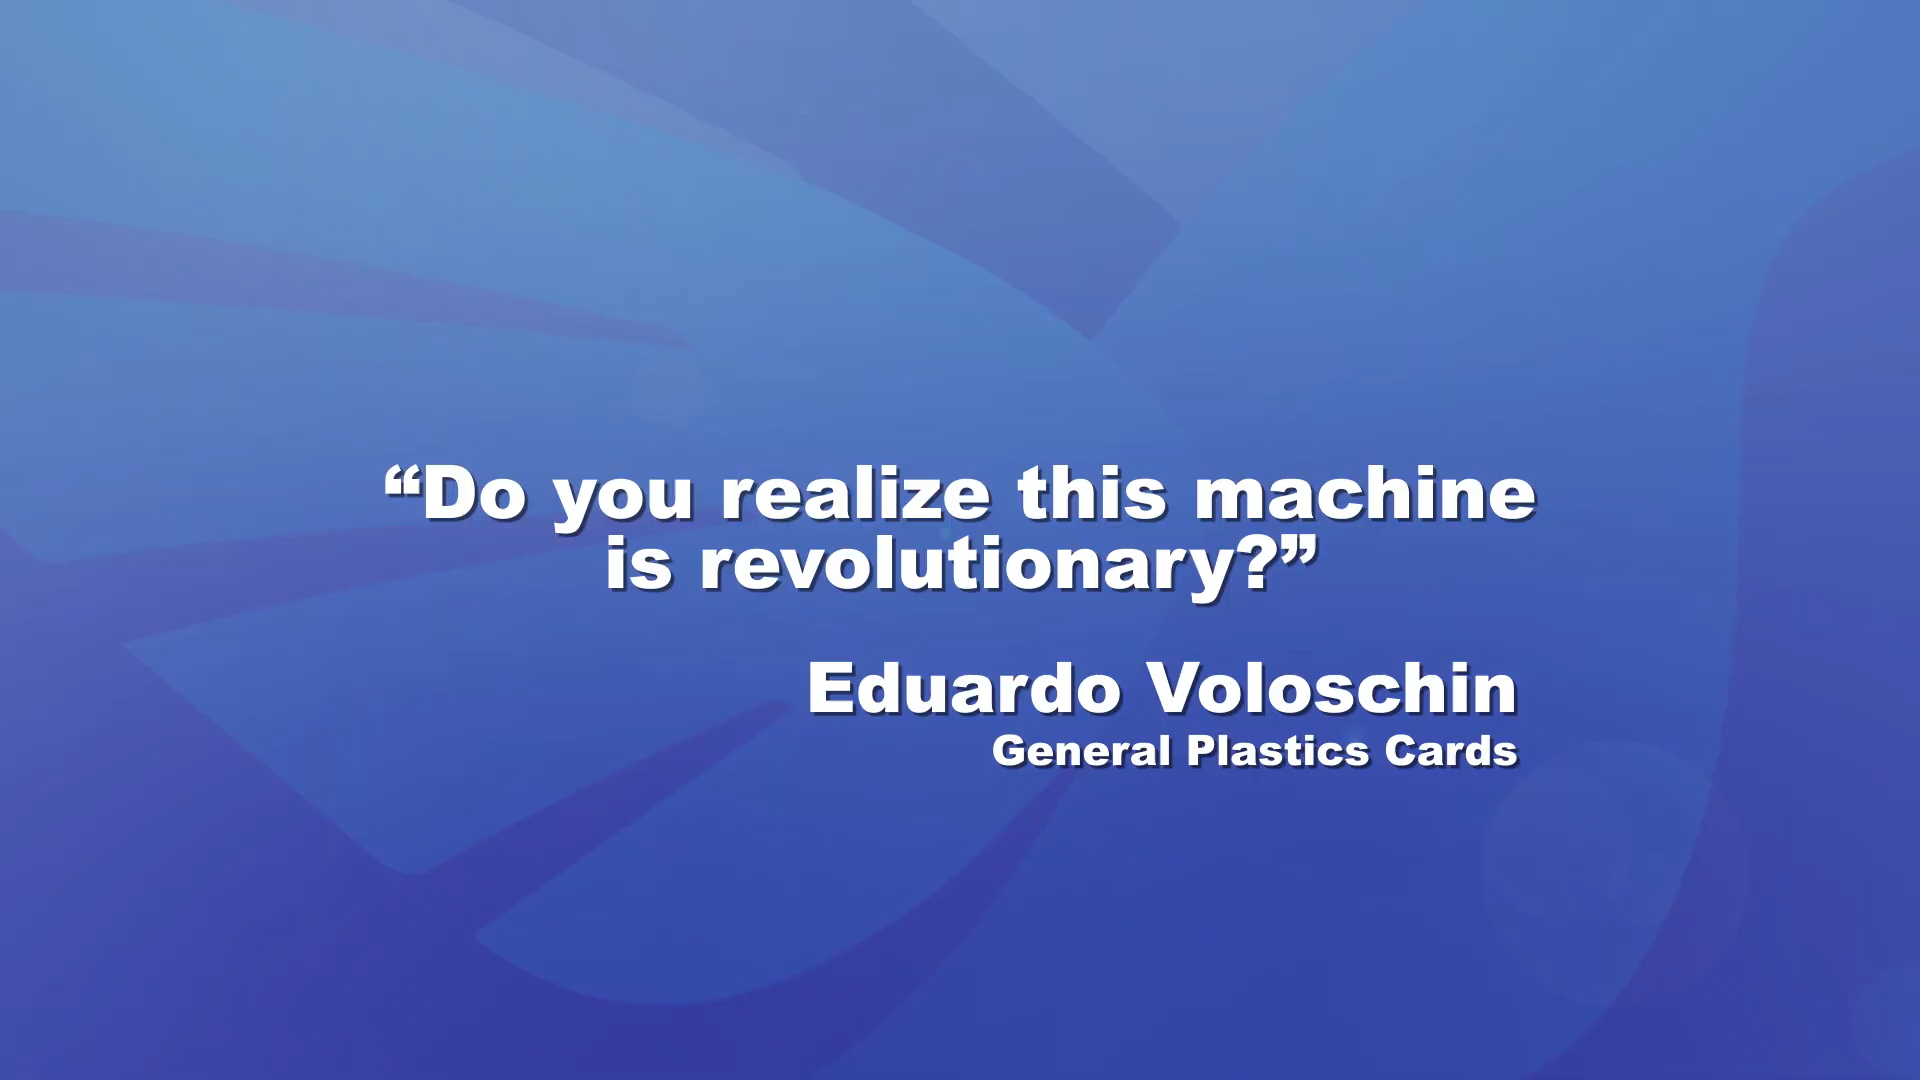 “Do you realize this machine
is revolutionary?”
Eduardo Voloschin
General Plastics Cards